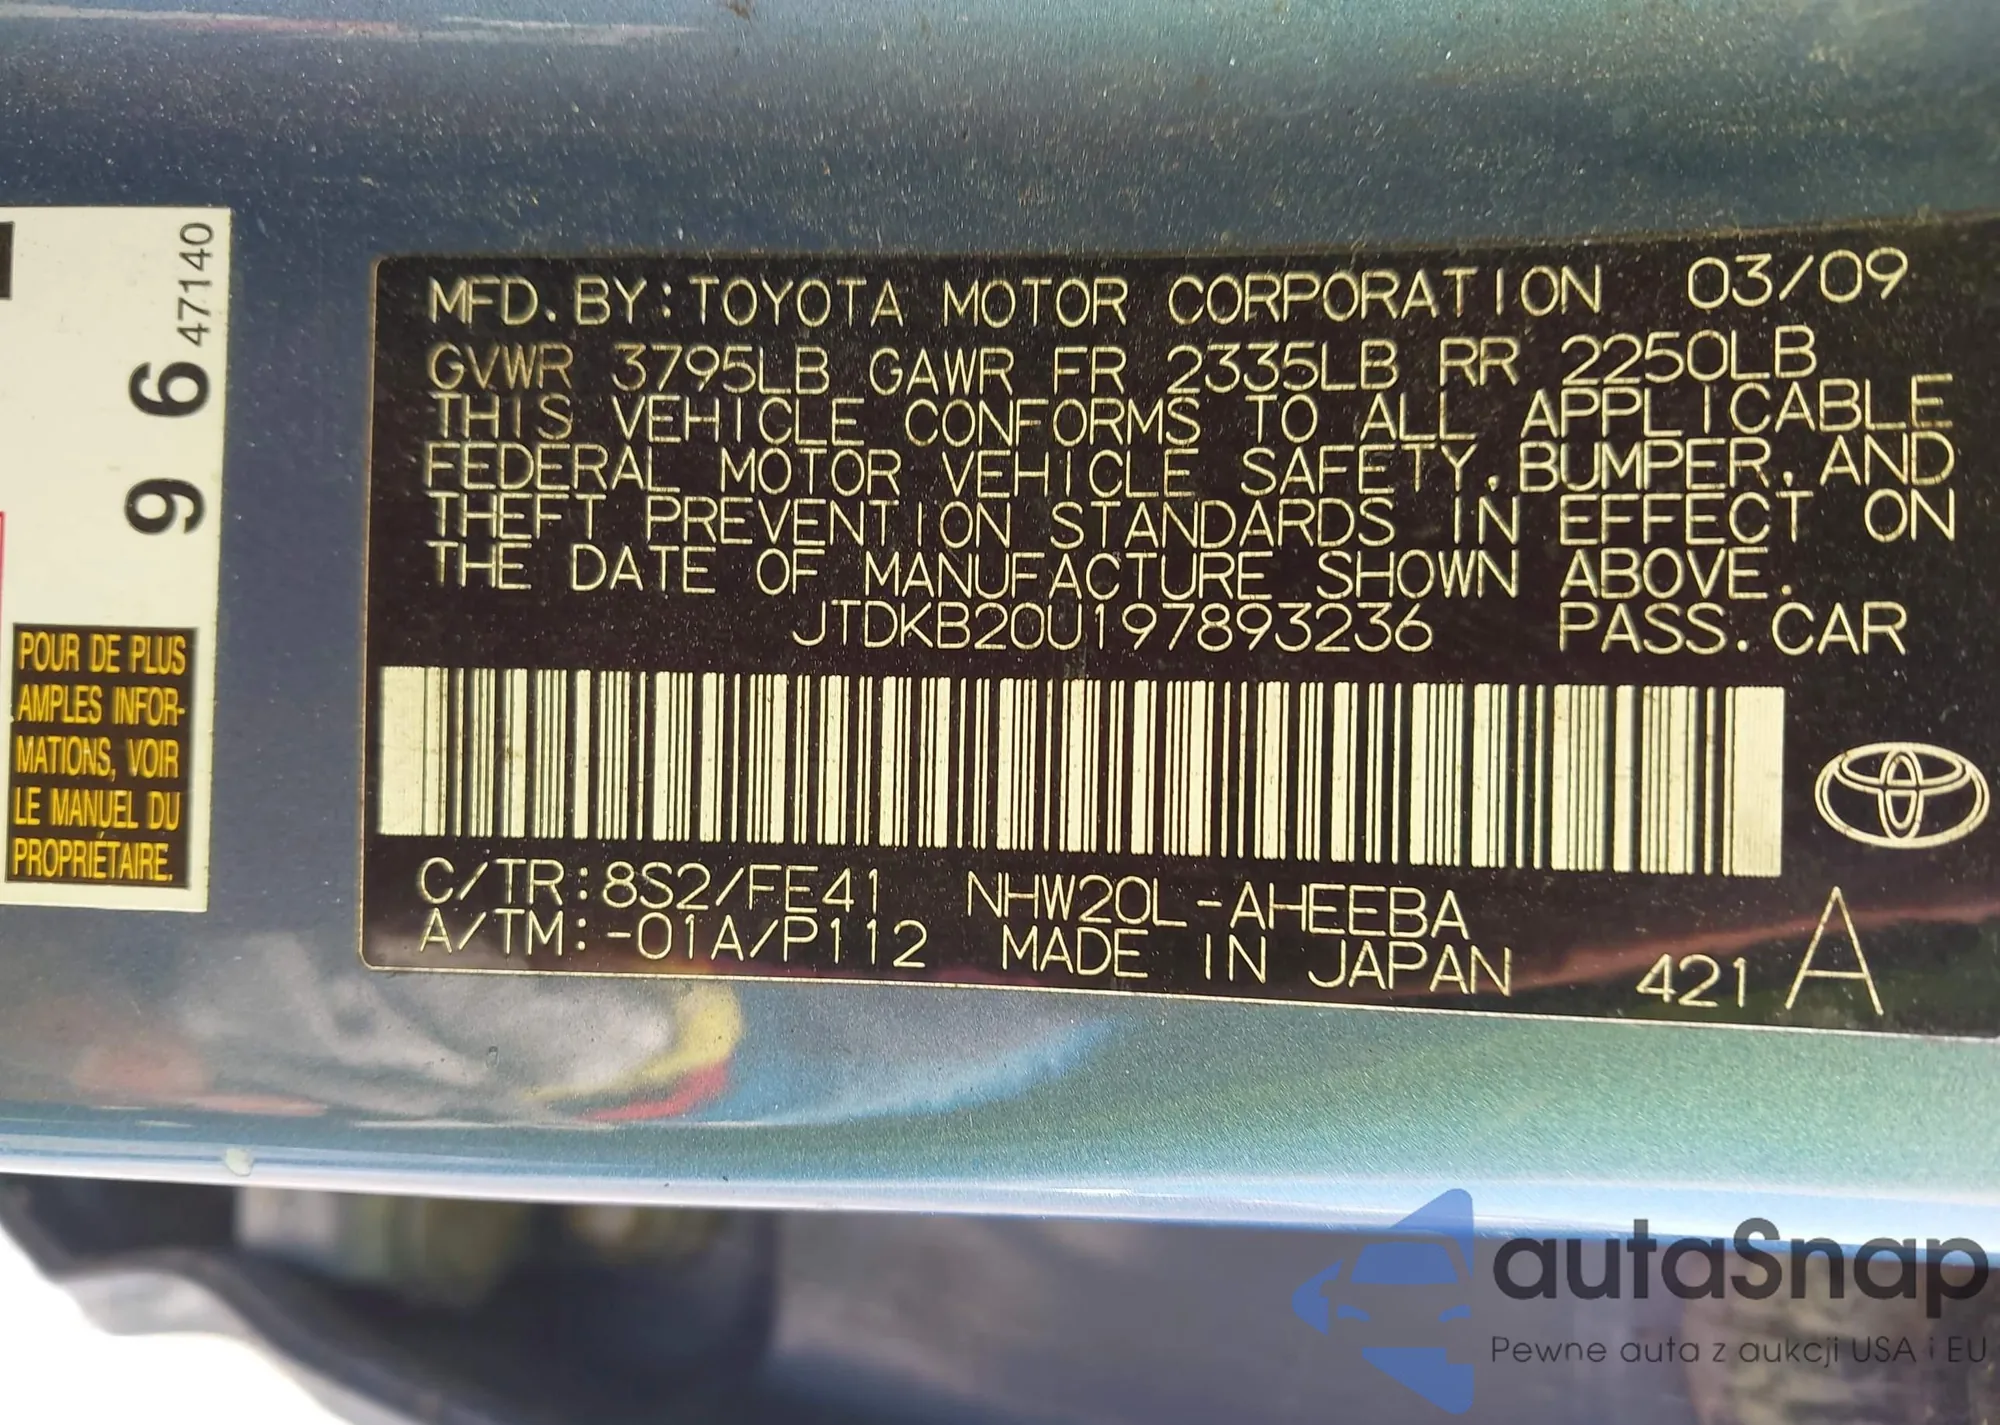 47140
9 6
POUR DE PLUS
AMPLES INFOR-
MATIONS, VOIR
LE MANUEL DU
PROPRIÉTAIRE.
MFD. BY: TOYOTA MOTOR CORPORATION 03/09
GVWR 3795LB GAWR FR 2335LB RR 2250LB
THIS VEHICLE CONFORMS TO ALL APPLICABLE
FEDERAL MOTOR VEHICLE SAFETY, BUMPER, AND
THEFT PREVENTION STANDARDS IN EFFECT ON
THE DATE OF MANUFACTURE SHOWN ABOVE.
JTDKB20U197893236 PASS. CAR
C/TR: 8S2/FE41 NHW20L-AHEEBA
A/TM: -01A/P112 MADE IN JAPAN 421 A
autaSnap
Pewne auta z aukcji USA i EU